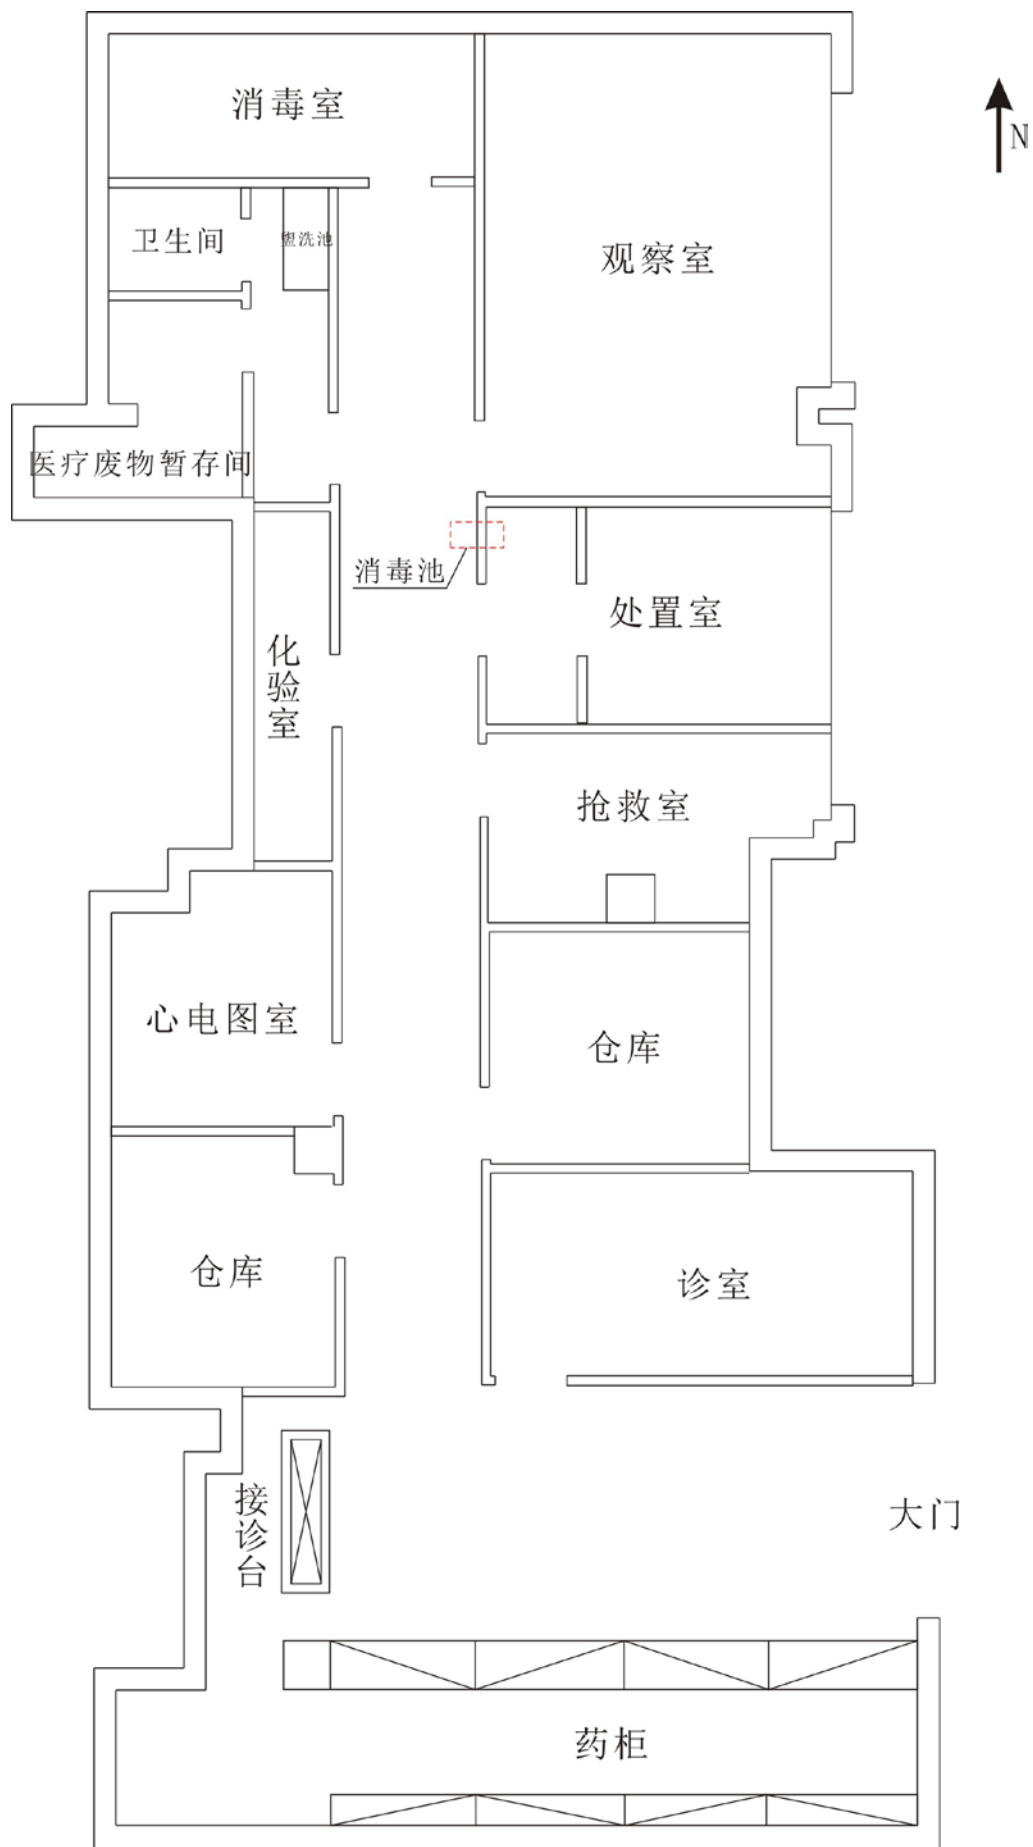 消毒室
N
卫生间
盥洗池
观察室
医疗废物暂存间
消毒池
处置室
化验室
抢救室
心电图室
仓库
仓库
诊室
接诊台
大门
药柜